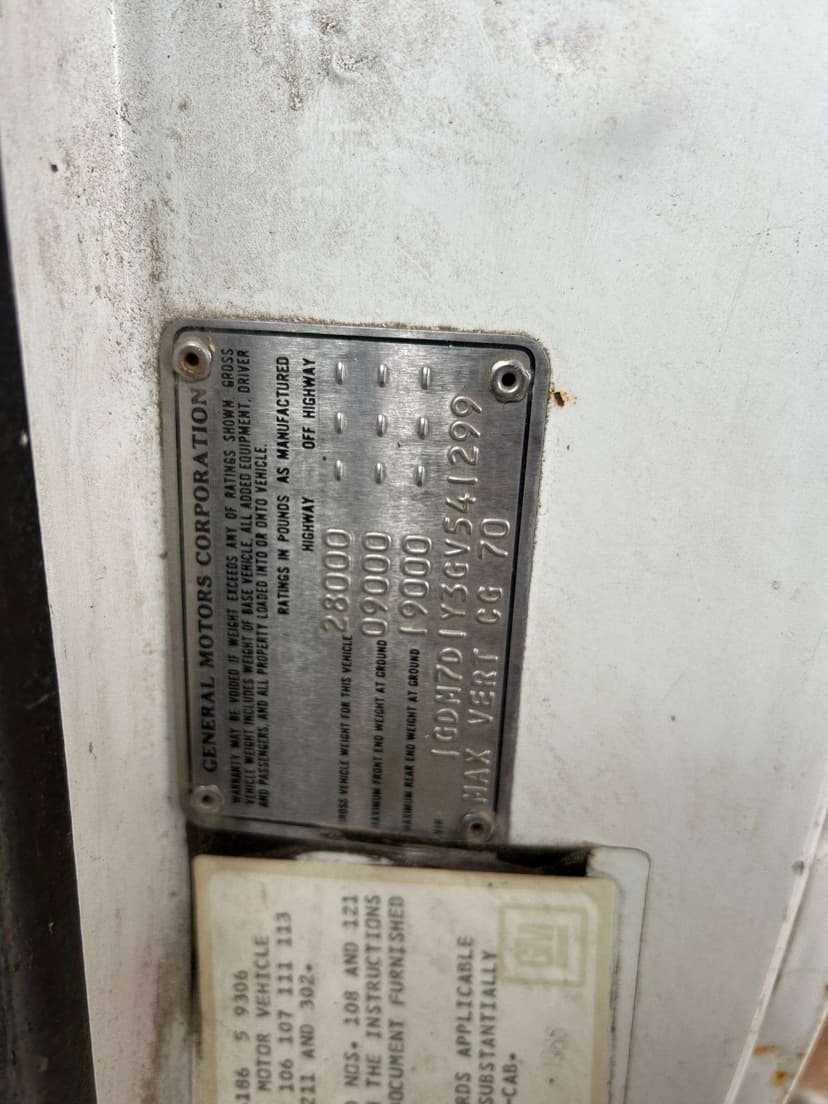 GENERAL MOTORS CORPORATION
WARRANTY MAY BE VOIDED IF WEIGHT EXCEEDS ANY OF RATINGS SHOWN GROSS
VEHICLE WEIGHT INCLUDES WEIGHT OF BASE VEHICLE, ALL ADDED EQUIPMENT, DRIVER
AND PASSENGERS, AND ALL PROPERTY LOADED INTO OR ONTO VEHICLE.
RATINGS IN POUNDS AS MANUFACTURED
HIGHWAY OFF HIGHWAY
GROSS VEHICLE WEIGHT FOR THIS VEHICLE 28000 - - -
MAXIMUM FRONT END WEIGHT AT GROUND 09000 - - -
MAXIMUM REAR END WEIGHT AT GROUND 19000 - - -
VIN 1GDM7D1Y3GV541299
MAX VERT CG 70
186 5 9306
MOTOR VEHICLE
106 107 111 113
211 AND 302.
NOS. 108 AND 121
THE INSTRUCTIONS
DOCUMENT FURNISHED
RDS APPLICABLE
SUBSTANTIALLY
-CAB.
GM